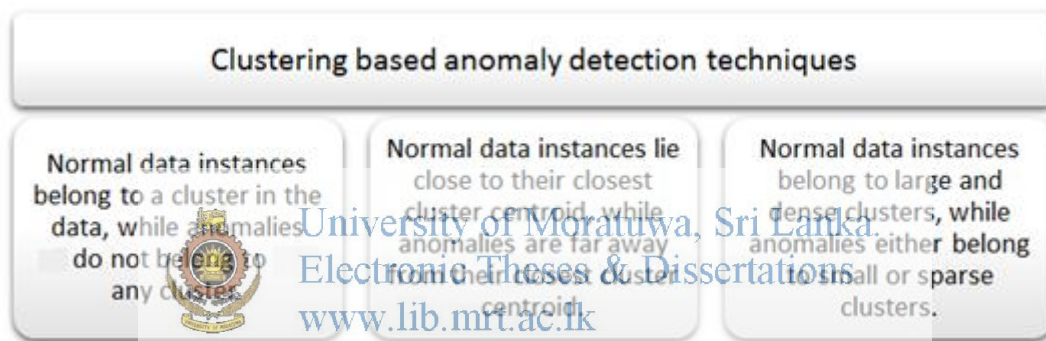 Clustering based anomaly detection techniques
Normal data instances
belong to a cluster in the
data, while anomalies
do not belong to
any cluster.
Normal data instances lie
close to their closest
cluster centroid, while
anomalies are far away
from their closest cluster
centroid.
Normal data instances
belong to large and
dense clusters, while
anomalies either belong
to small or sparse
clusters.
University of Moratuwa, Sri Lanka.
Electronic Theses & Dissertations
www.lib.mrt.ac.lk